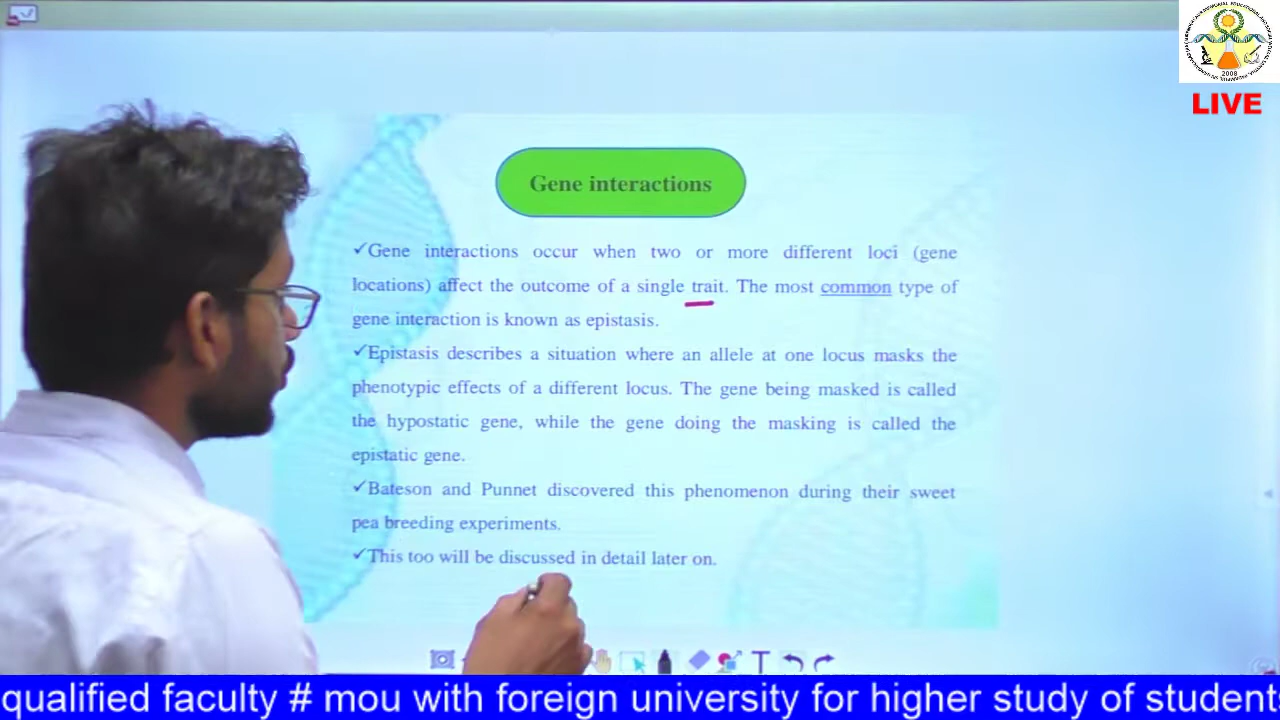 LIVE
2008
Gene interactions
✓Gene interactions occur when two or more different loci (gene
locations) affect the outcome of a single trait. The most common type of
gene interaction is known as epistasis.
✓Epistasis describes a situation where an allele at one locus masks the
phenotypic effects of a different locus. The gene being masked is called
the hypostatic gene, while the gene doing the masking is called the
epistatic gene.
✓Bateson and Punnet discovered this phenomenon during their sweet
pea breeding experiments.
✓This too will be discussed in detail later on.
T
qualified faculty # mou with foreign university for higher study of students